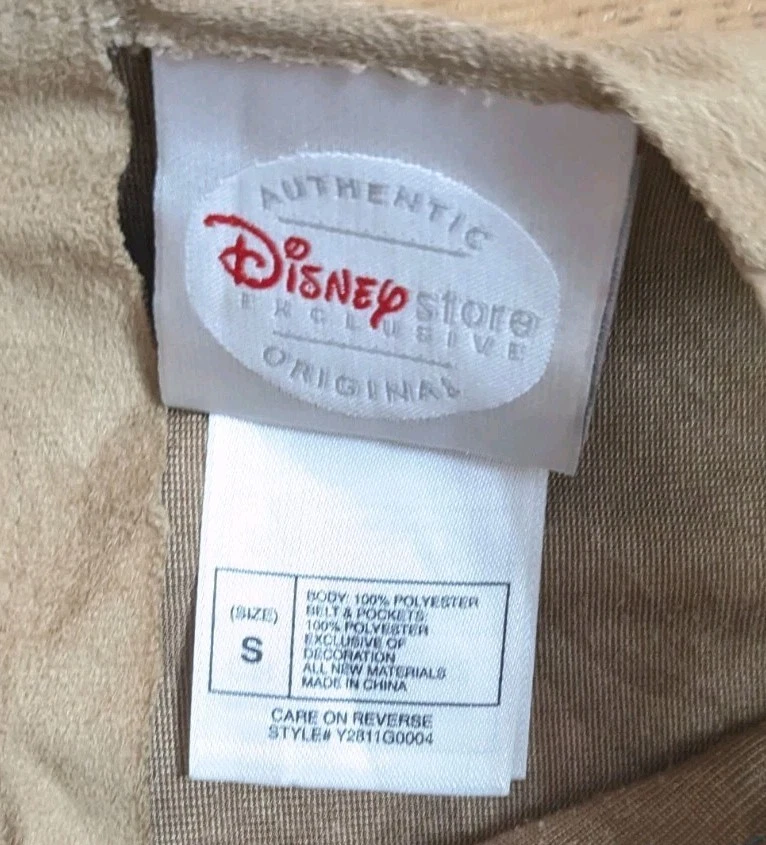 AUTHENTIC
Disney store
EXCLUSIVE
ORIGINAL
(SIZE)
S
BODY: 100% POLYESTER
BELT & POCKETS:
100% POLYESTER
EXCLUSIVE OF
DECORATION
ALL NEW MATERIALS
MADE IN CHINA
CARE ON REVERSE
STYLE# Y2811G0004